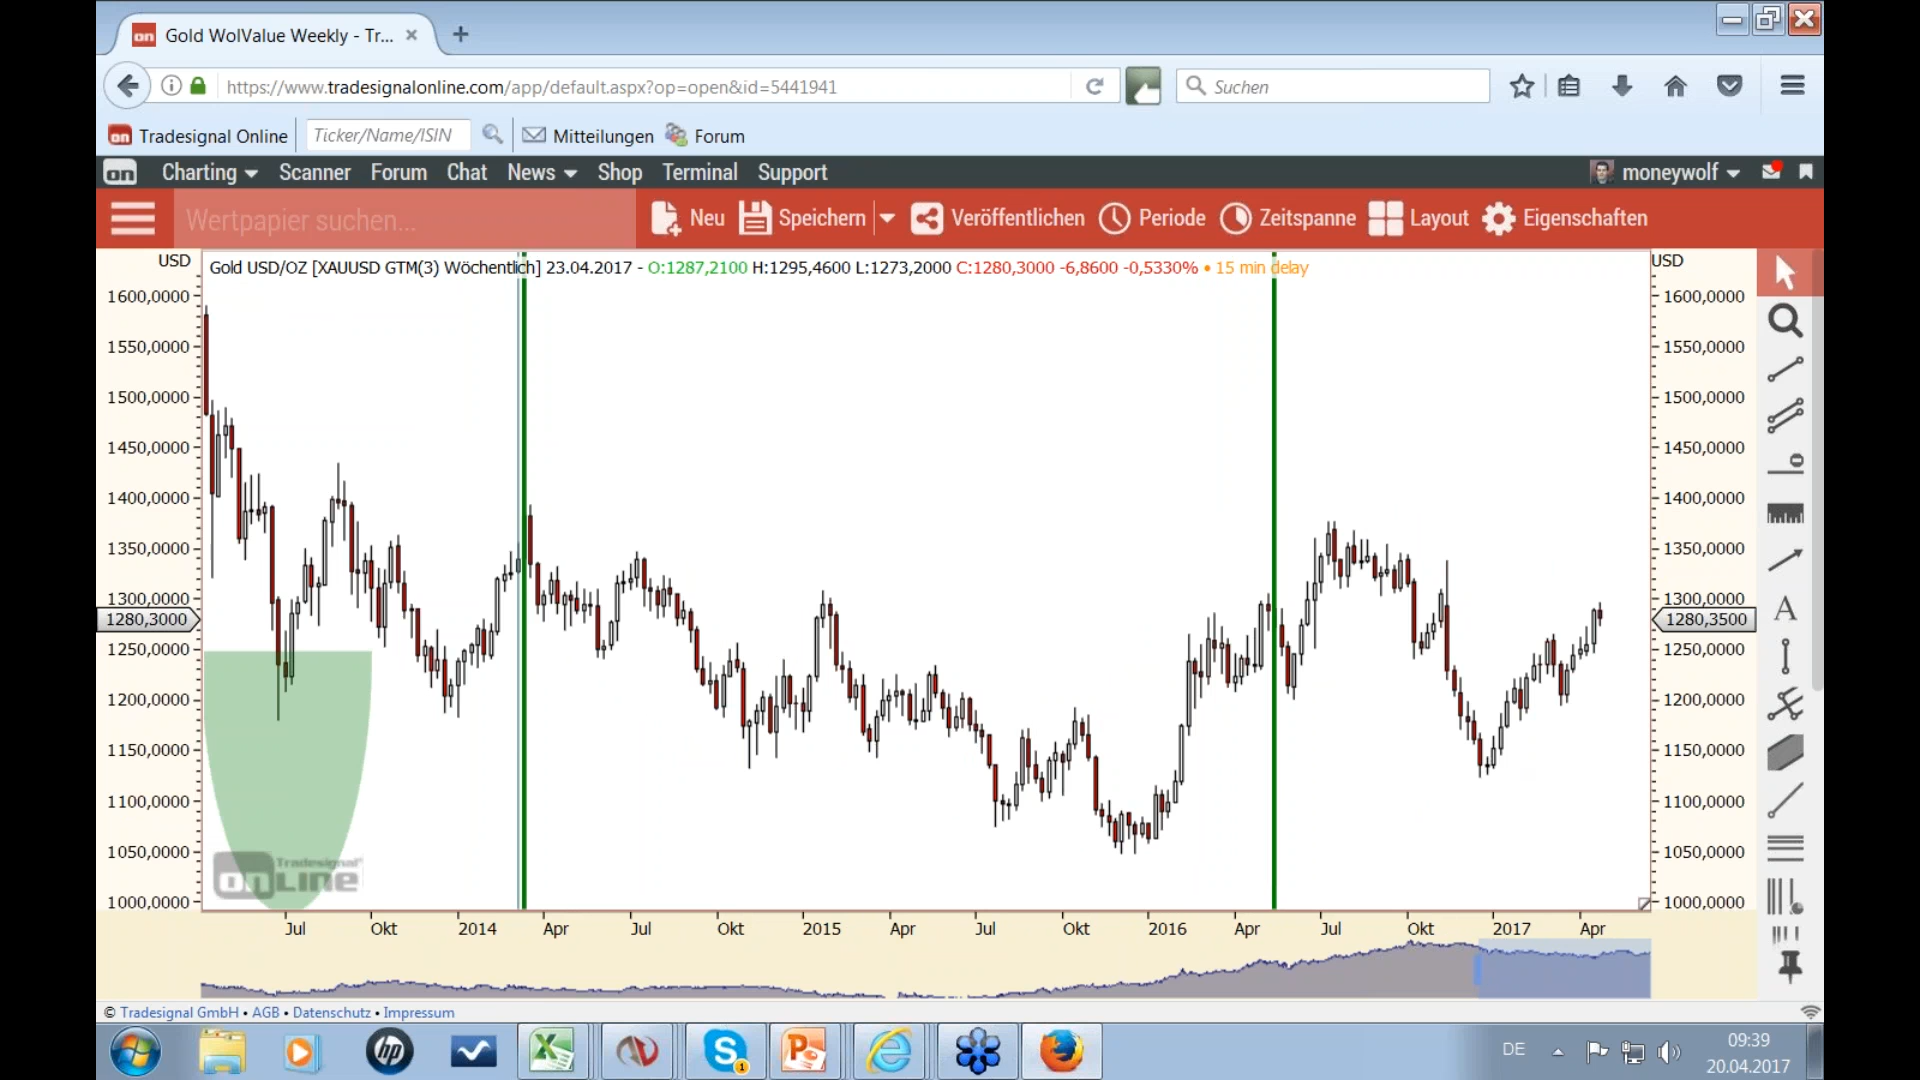 on Gold WolValue Weekly - Tr...
https://www.tradesignalonline.com/app/default.aspx?op=open&id=5441941
Suchen
on Tradesignal Online
Ticker/Name/ISIN
Mitteilungen
Forum
on Charting Scanner Forum Chat News Shop Terminal Support moneywolf
Wertpapier suchen...
Neu Speichern Veröffentlichen Periode Zeitspanne Layout Eigenschaften
USD
Gold USD/OZ [XAUUSD GTM(3) Wöchentlich] 23.04.2017 - O:1287,2100 H:1295,4600 L:1273,2000 C:1280,3000 -6,8600 -0,5330% • 15 min delay
USD
1600,0000 1600,0000
1550,0000 1550,0000
1500,0000 1500,0000
1450,0000 1450,0000
1400,0000 1400,0000
1350,0000 1350,0000
1300,0000 1300,0000
1280,3000 1280,3500
1250,0000 1250,0000
1200,0000 1200,0000
1150,0000 1150,0000
1100,0000 1100,0000
1050,0000 1050,0000
1000,0000 1000,0000
A
Tradesignal®
onLINE
Jul Okt 2014 Apr Jul Okt 2015 Apr Jul Okt 2016 Apr Jul Okt 2017 Apr
© Tradesignal GmbH • AGB • Datenschutz • Impressum
hp
S
1
P
DE
09:39
20.04.2017